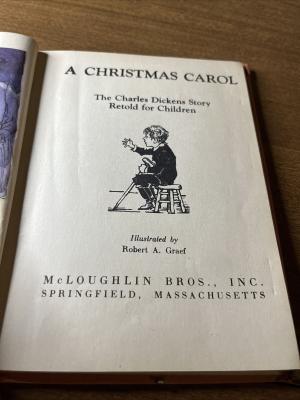 A CHRISTMAS CAROL
The Charles Dickens Story
Retold for Children
Illustrated by
Robert A. Graef
McLOUGHLIN BROS., INC.
SPRINGFIELD, MASSACHUSETTS